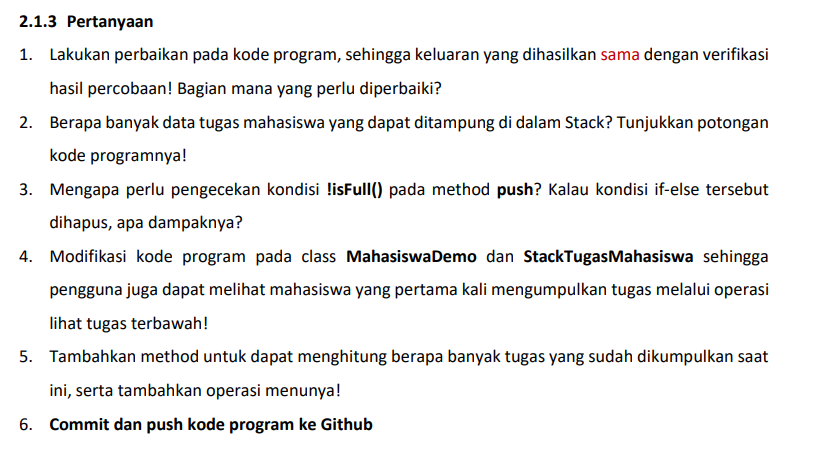 2.1.3 Pertanyaan
1. Lakukan perbaikan pada kode program, sehingga keluaran yang dihasilkan sama dengan verifikasi
hasil percobaan! Bagian mana yang perlu diperbaiki?
2. Berapa banyak data tugas mahasiswa yang dapat ditampung di dalam Stack? Tunjukkan potongan
kode programnya!
3. Mengapa perlu pengecekan kondisi !isFull() pada method push? Kalau kondisi if-else tersebut
dihapus, apa dampaknya?
4. Modifikasi kode program pada class MahasiswaDemo dan StackTugasMahasiswa sehingga
pengguna juga dapat melihat mahasiswa yang pertama kali mengumpulkan tugas melalui operasi
lihat tugas terbawah!
5. Tambahkan method untuk dapat menghitung berapa banyak tugas yang sudah dikumpulkan saat
ini, serta tambahkan operasi menunya!
6. Commit dan push kode program ke Github